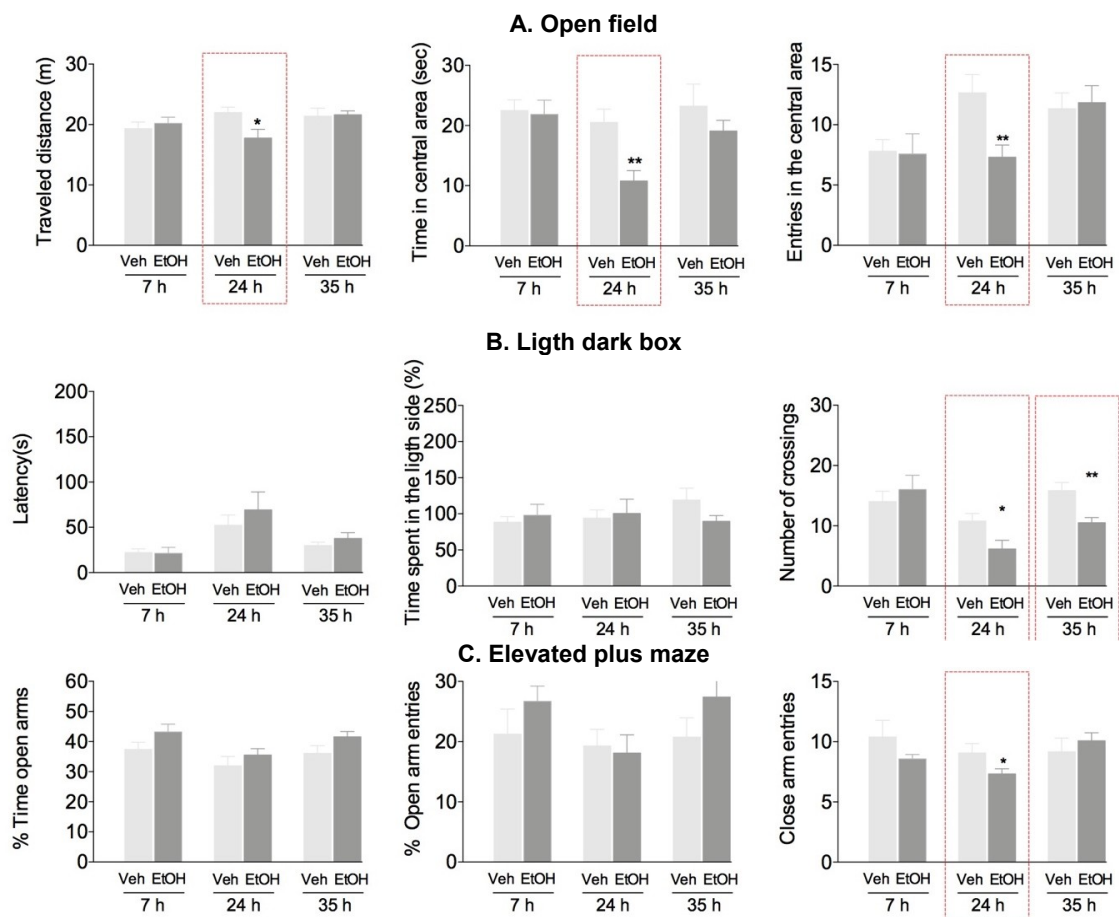 A. Open field
Traveled distance (m)
30
20
10
0
Veh EtOH
7 h
*
Veh EtOH
24 h
Veh EtOH
35 h
Time in central area (sec)
30
20
10
0
Veh EtOH
7 h
**
Veh EtOH
24 h
Veh EtOH
35 h
Entries in the central area
15
10
5
0
Veh EtOH
7 h
**
Veh EtOH
24 h
Veh EtOH
35 h
B. Ligth dark box
Latency(s)
200
150
100
50
0
Veh EtOH
7 h
Veh EtOH
24 h
Veh EtOH
35 h
Time spent in the ligth side (%)
250
200
150
100
50
0
Veh EtOH
7 h
Veh EtOH
24 h
Veh EtOH
35 h
Number of crossings
30
20
10
0
Veh EtOH
7 h
*
Veh EtOH
24 h
**
Veh EtOH
35 h
C. Elevated plus maze
% Time open arms
60
50
40
30
20
10
0
Veh EtOH
7 h
Veh EtOH
24 h
Veh EtOH
35 h
% Open arm entries
30
20
10
0
Veh EtOH
7 h
Veh EtOH
24 h
Veh EtOH
35 h
Close arm entries
15
10
5
0
Veh EtOH
7 h
*
Veh EtOH
24 h
Veh EtOH
35 h